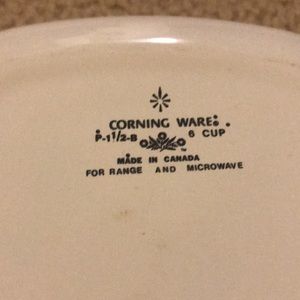 CORNING WARE
P-1 1/2-B 6 CUP
MADE IN CANADA
FOR RANGE AND MICROWAVE